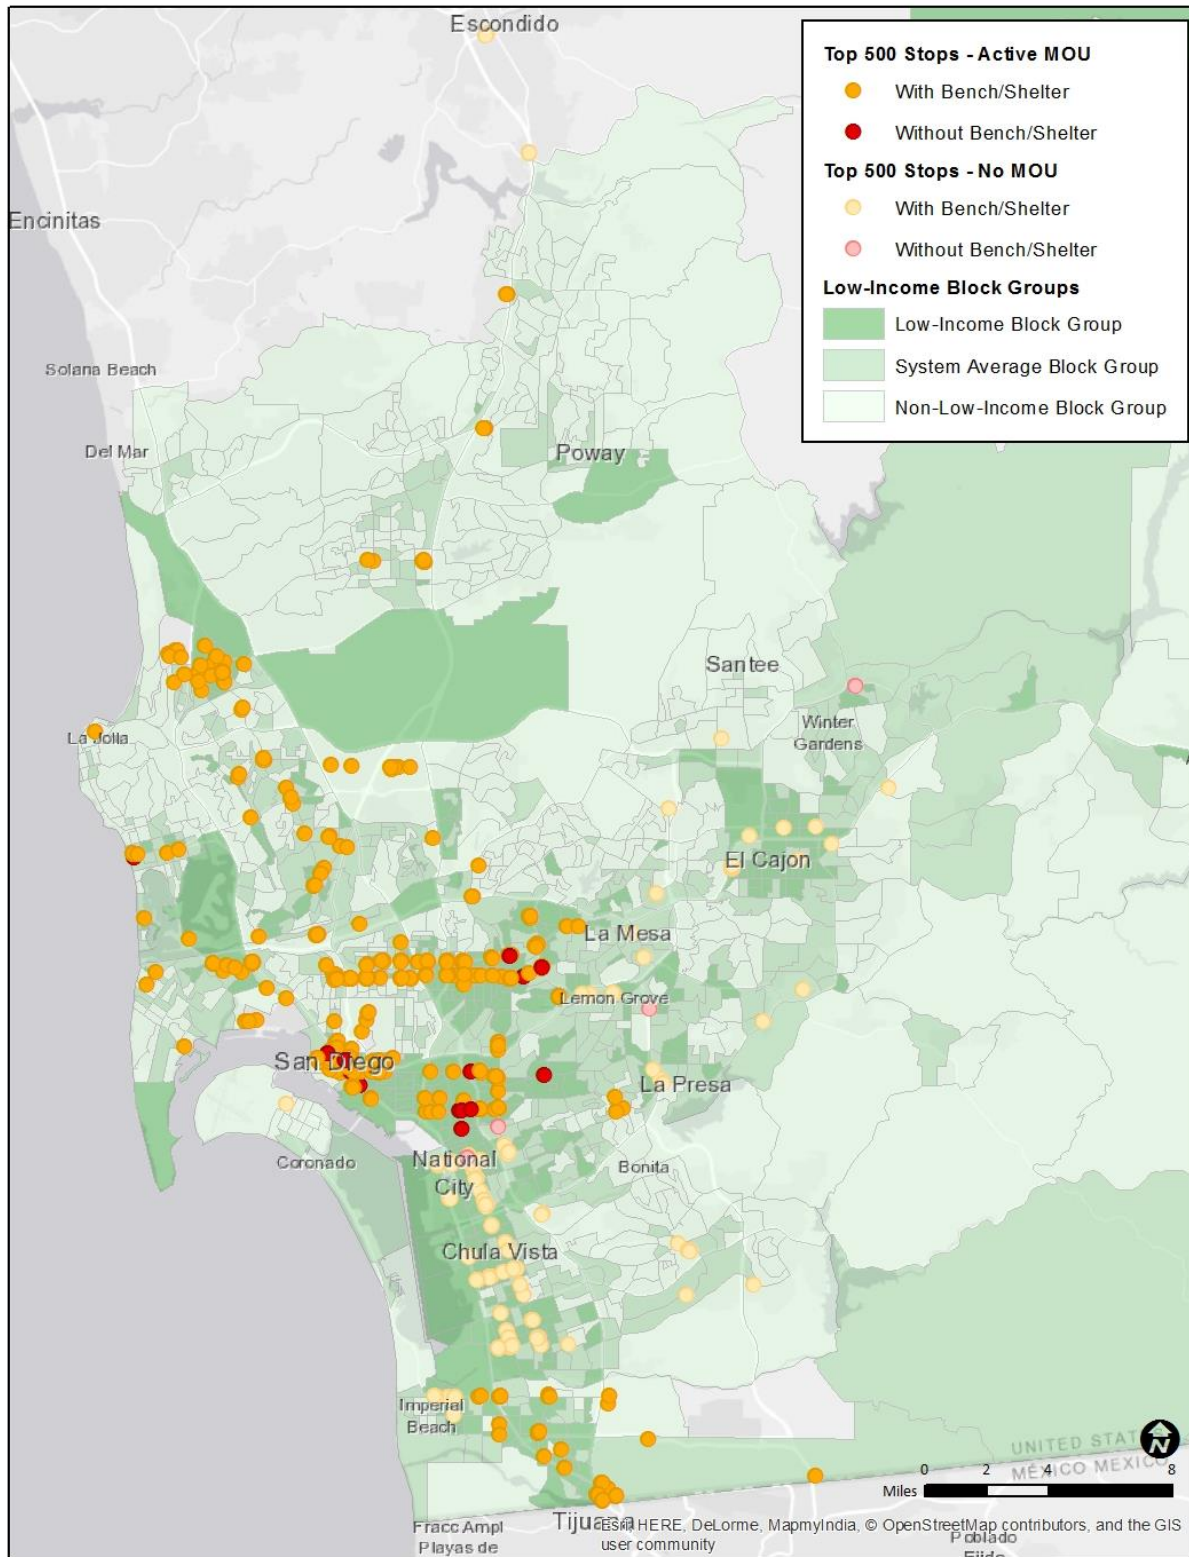 Escondido
Top 500 Stops - Active MOU
With Bench/Shelter
Without Bench/Shelter
Top 500 Stops - No MOU
With Bench/Shelter
Without Bench/Shelter
Low-Income Block Groups
Low-Income Block Group
System Average Block Group
Non-Low-Income Block Group
Encinitas
Solana Beach
Del Mar
Poway
Santee
Winter
Gardens
La Jolla
El Cajon
La Mesa
Lemon Grove
San Diego
La Presa
Coronado
National
City
Bonita
Chula Vista
Imperial
Beach
UNITED STATES
MÉXICO MEXICO
N
0 2 4 8
Miles
Fracc Ampl
Playas de
Tijuana
Esri, HERE, DeLorme, MapmyIndia, © OpenStreetMap contributors, and the GIS
user community
Poblado